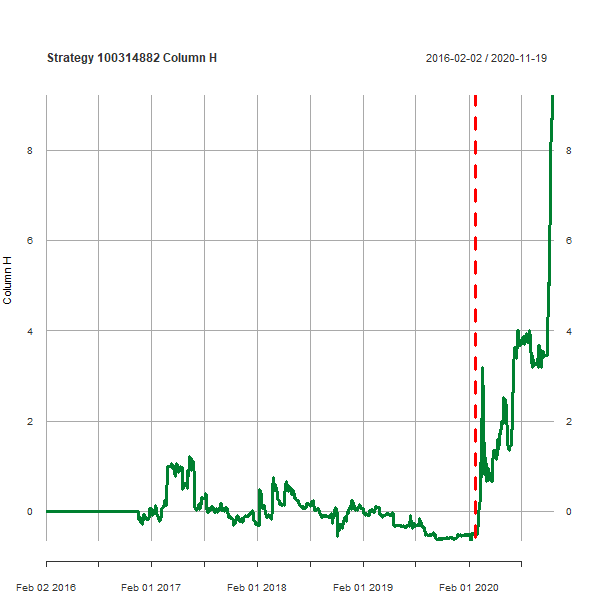 Strategy 100314882 Column H
2016-02-02 / 2020-11-19
8
8
6
6
Column H
4
4
2
2
0
0
Feb 02 2016
Feb 01 2017
Feb 01 2018
Feb 01 2019
Feb 01 2020